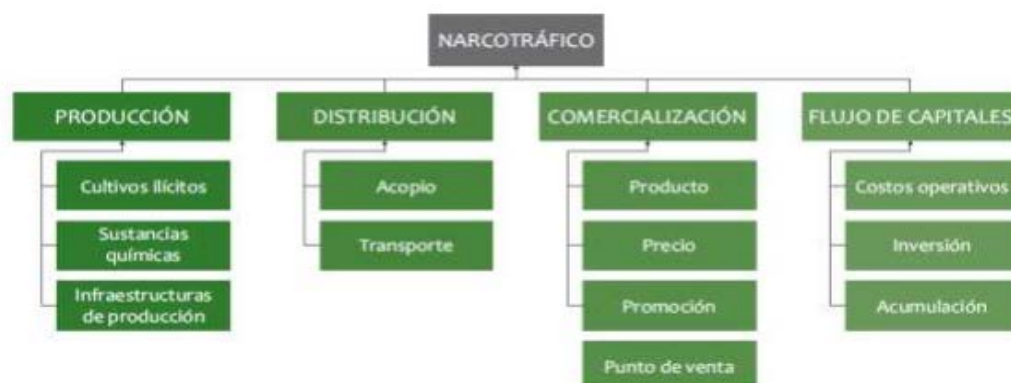 NARCOTRÁFICO
PRODUCCIÓN
Cultivos ilícitos
Sustancias
químicas
Infraestructuras
de producción
DISTRIBUCIÓN
Acopio
Transporte
COMERCIALIZACIÓN
Producto
Precio
Promoción
Punto de venta
FLUJO DE CAPITALES
Costos operativos
Inversión
Acumulación